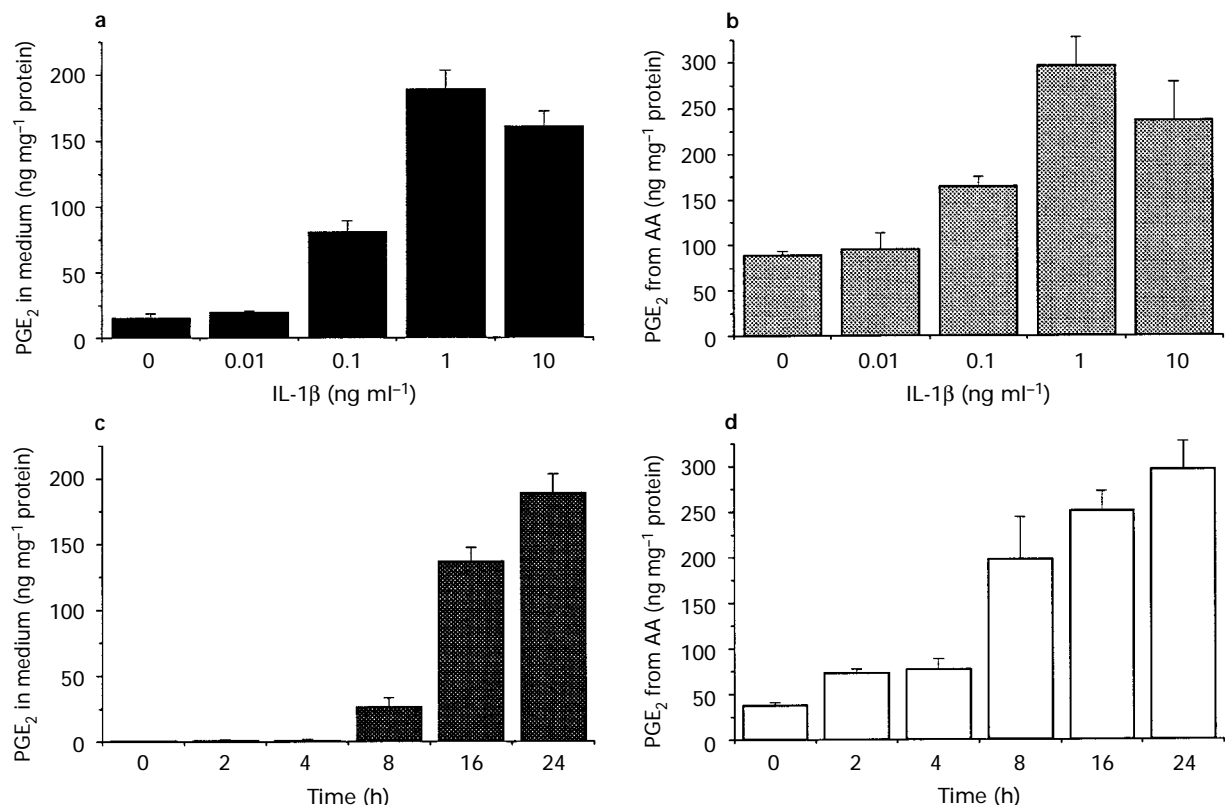 a
PGE₂ in medium (ng mg⁻¹ protein)
200
150
100
50
0
0 0.01 0.1 1 10
IL-1β (ng ml⁻¹)
b
PGE₂ from AA (ng mg⁻¹ protein)
300
250
200
150
100
50
0
0 0.01 0.1 1 10
IL-1β (ng ml⁻¹)
c
PGE₂ in medium (ng mg⁻¹ protein)
200
150
100
50
0
0 2 4 8 16 24
Time (h)
d
PGE₂ from AA (ng mg⁻¹ protein)
300
250
200
150
100
50
0
0 2 4 8 16 24
Time (h)